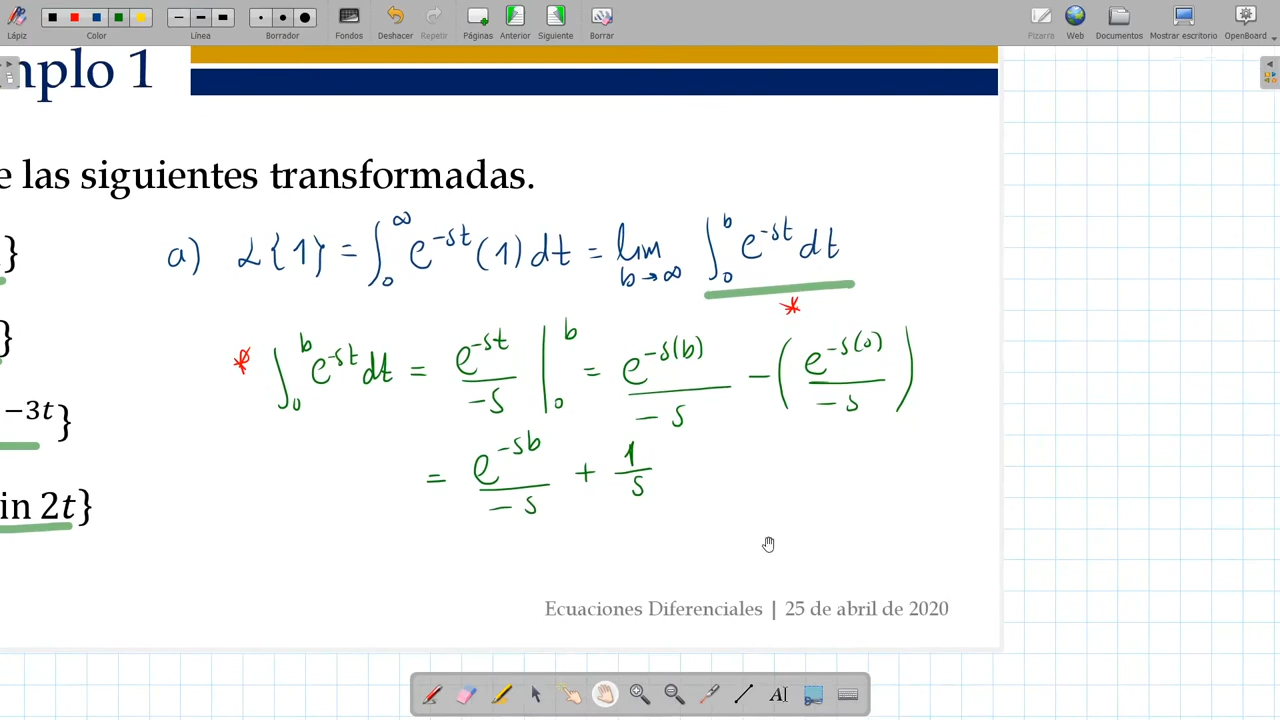 Lápiz Color Línea Borrador Fondos Deshacer Repetir Páginas Anterior Siguiente Borrar Pizarra Web Documentos Mostrar escritorio OpenBoard
mplo 1
e las siguientes transformadas.
}
a) ℒ{1} = ∫₀^∞ e^{-st} (1) dt = lim_{b→∞} ∫₀^b e^{-st} dt
*
}
* ∫₀^b e^{-st} dt = e^{-st}/-s |₀^b = e^{-s(b)}/-s - (e^{-s(0)}/-s)
−3t}
= e^{-sb}/-s + 1/s
in 2t}
Ecuaciones Diferenciales | 25 de abril de 2020
AI